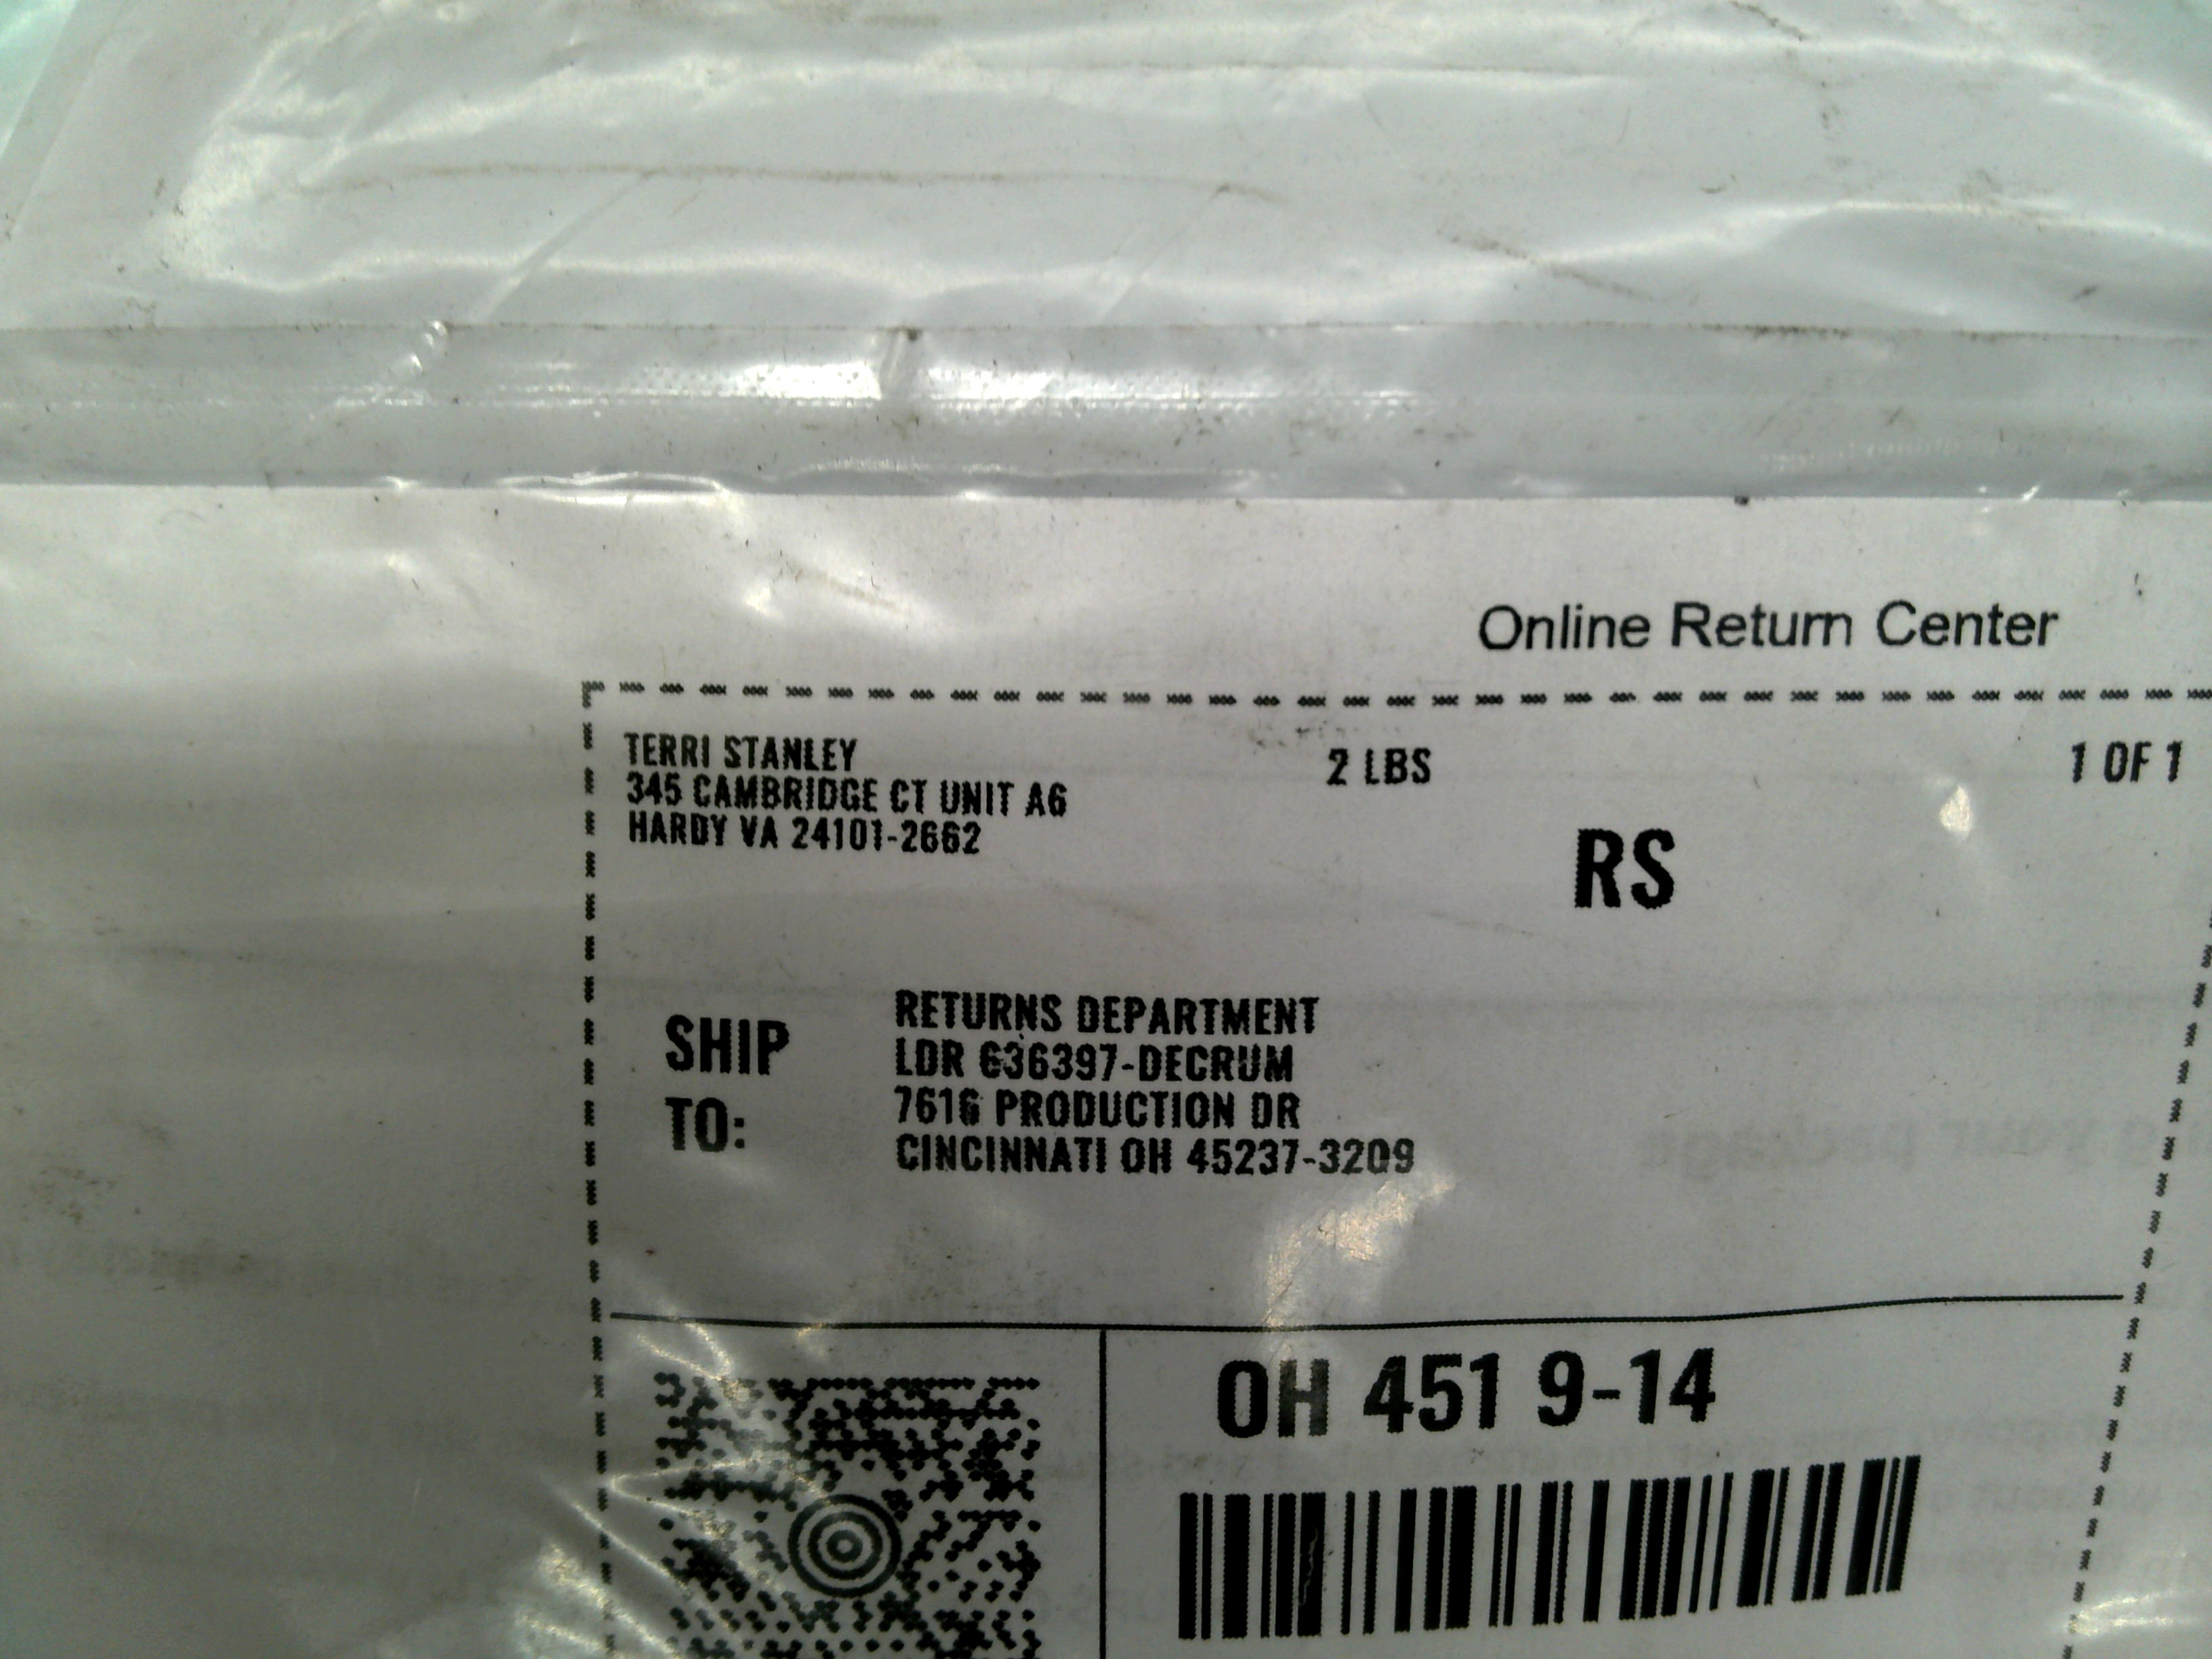 Online Return Center
TERRI STANLEY
345 CAMBRIDGE CT UNIT A6
HARDY VA 24101-2662
2 LBS
1 OF 1
RS
SHIP
TO:
RETURNS DEPARTMENT
LDR 636397-DECRUM
7616 PRODUCTION DR
CINCINNATI OH 45237-3209
OH 451 9-14